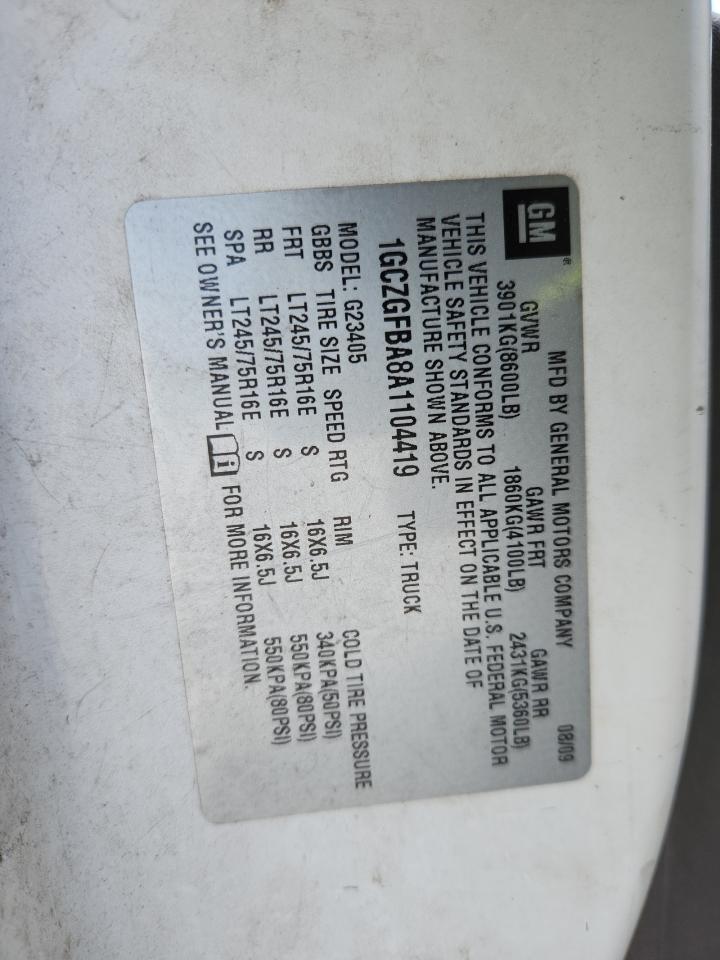 GM®
MFD BY GENERAL MOTORS COMPANY 08/09
GVWR GAWR FRT GAWR RR
3901KG(8600LB) 1860KG(4100LB) 2431KG(5360LB)
THIS VEHICLE CONFORMS TO ALL APPLICABLE U.S. FEDERAL MOTOR
VEHICLE SAFETY STANDARDS IN EFFECT ON THE DATE OF
MANUFACTURE SHOWN ABOVE.
1GCZGFBA8A1104419 TYPE: TRUCK
MODEL: G23405
GBBS TIRE SIZE SPEED RTG RIM COLD TIRE PRESSURE
FRT LT245/75R16E S 16X6.5J 340KPA(50PSI)
RR LT245/75R16E S 16X6.5J 550KPA(80PSI)
SPA LT245/75R16E S 16X6.5J 550KPA(80PSI)
SEE OWNER'S MANUAL i FOR MORE INFORMATION.